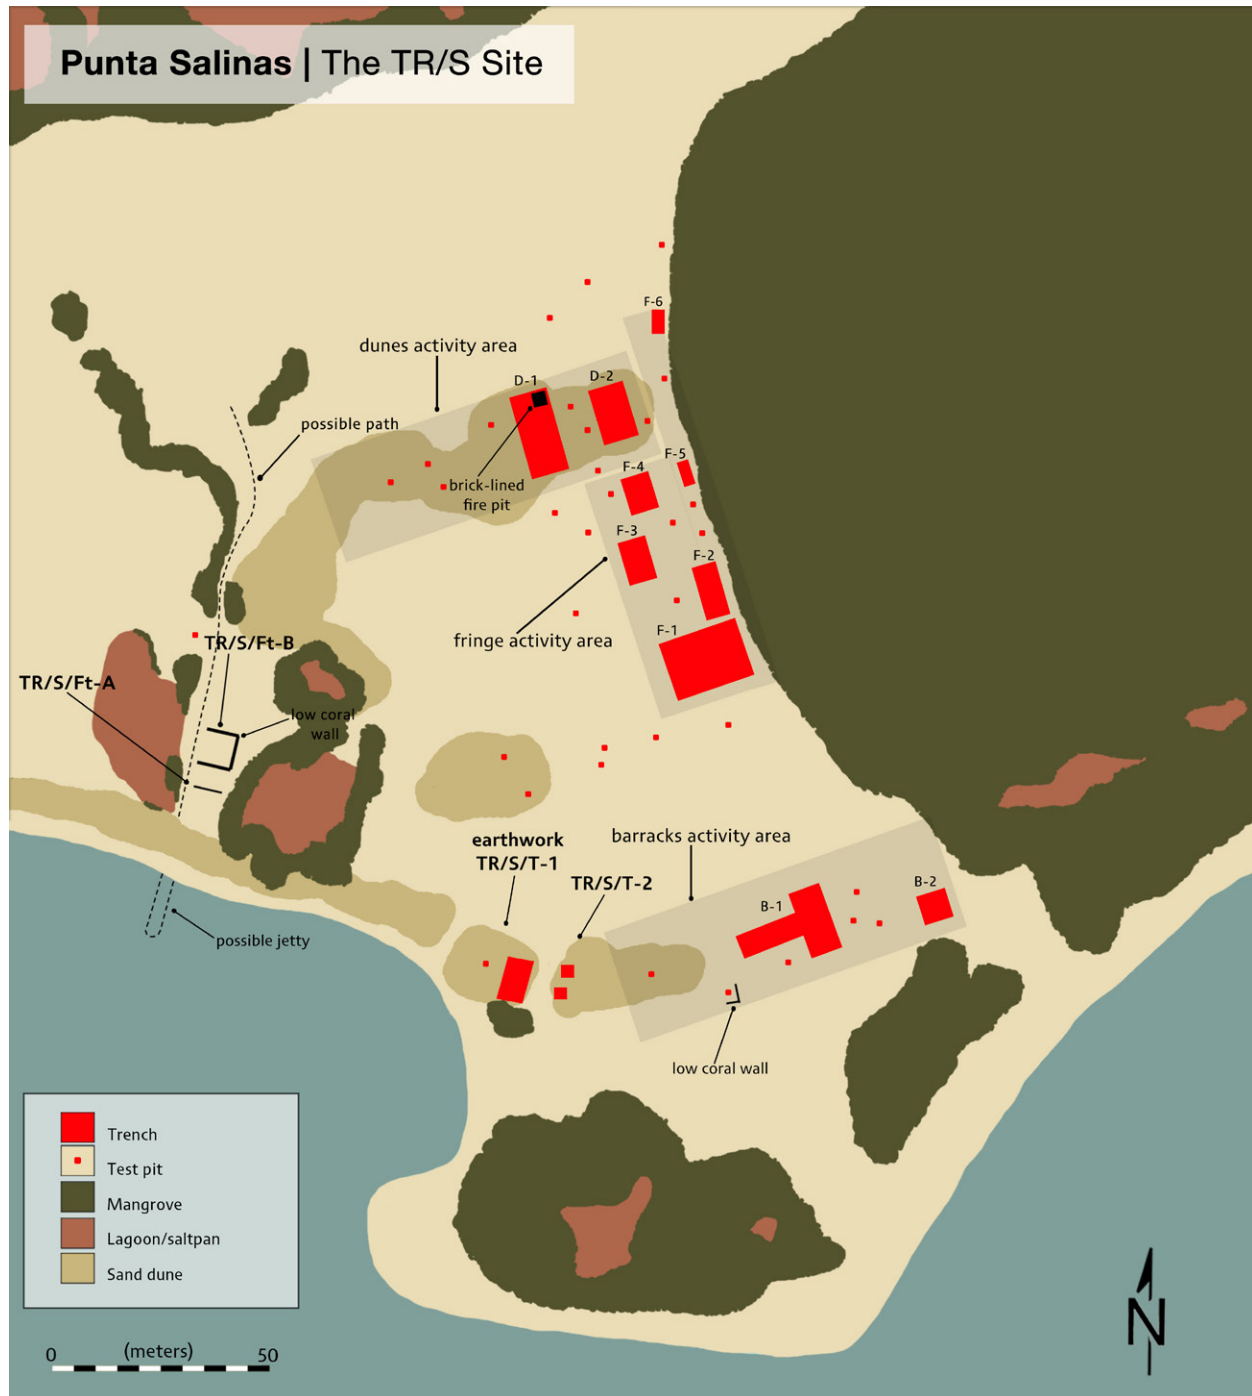 Punta Salinas | The TR/S Site
F-6
dunes activity area
D-1
D-2
possible path
F-5
F-4
brick-lined
fire pit
F-3
F-2
F-1
fringe activity area
TR/S/Ft-B
TR/S/Ft-A
low coral
wall
earthwork
TR/S/T-1
barracks activity area
TR/S/T-2
B-2
B-1
possible jetty
low coral wall
Trench
Test pit
Mangrove
Lagoon/saltpan
Sand dune
0 (meters) 50
N